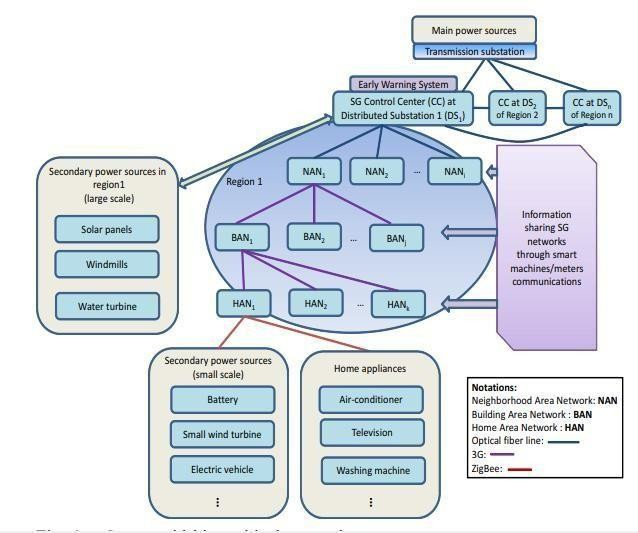 Main power sources
Transmission substation
Early Warning System
SG Control Center (CC) at
Distributed Substation 1 (DS₁)
CC at DS₂
of Region 2
CC at DSₙ
of Region n
Secondary power sources in
region1
(large scale)
Solar panels
Windmills
Water turbine
Region 1
NAN₁
NAN₂
...
NANᵢ
BAN₁
BAN₂
...
BANⱼ
HAN₁
HAN₂
...
HANₖ
Information
sharing SG
networks
through smart
machines/meters
communications
Secondary power sources
(small scale)
Battery
Small wind turbine
Electric vehicle
⋮
Home appliances
Air-conditioner
Television
Washing machine
⋮
Notations:
Neighborhood Area Network: NAN
Building Area Network : BAN
Home Area Network : HAN
Optical fiber line:
3G:
ZigBee: